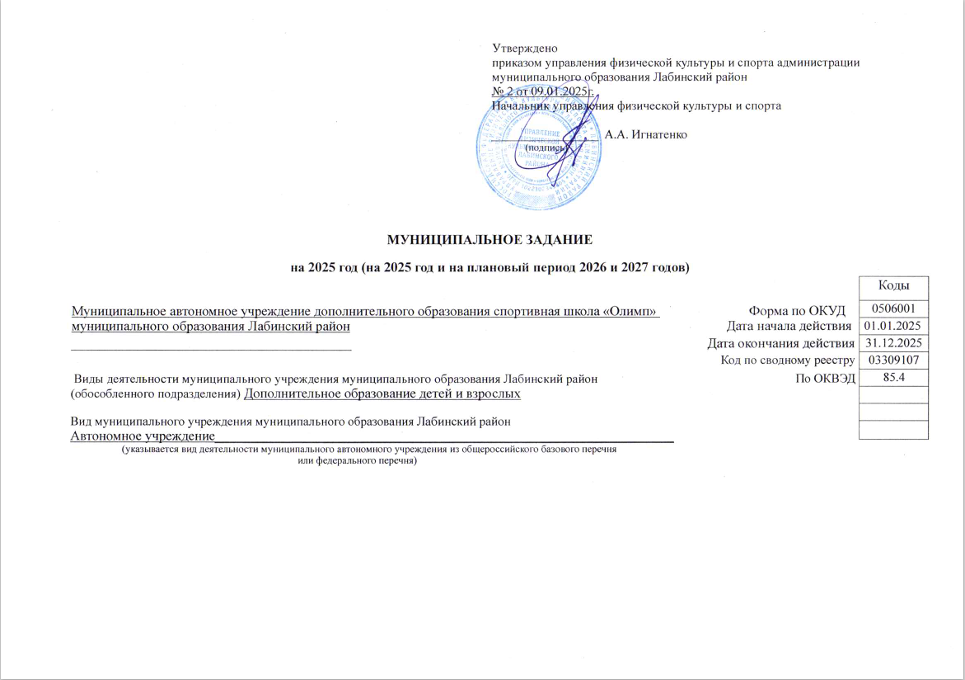 Утверждено
приказом управления физической культуры и спорта администрации
муниципального образования Лабинский район
№ 2 от 09.01.2025г.
Начальник управления физической культуры и спорта
А.А. Игнатенко
(подпись)
УПРАВЛЕНИЕ
МУНИЦИПАЛЬНОЕ ЗАДАНИЕ
на 2025 год (на 2025 год и на плановый период 2026 и 2027 годов)
Коды
Муниципальное автономное учреждение дополнительного образования спортивная школа «Олимп»
муниципального образования Лабинский район
Форма по ОКУД 0506001
Дата начала действия 01.01.2025
Дата окончания действия 31.12.2025
Код по сводному реестру 03309107
По ОКВЭД 85.4
Виды деятельности муниципального учреждения муниципального образования Лабинский район
(обособленного подразделения) Дополнительное образование детей и взрослых
Вид муниципального учреждения муниципального образования Лабинский район
Автономное учреждение
(указывается вид деятельности муниципального автономного учреждения из общероссийского базового перечня
или федерального перечня)